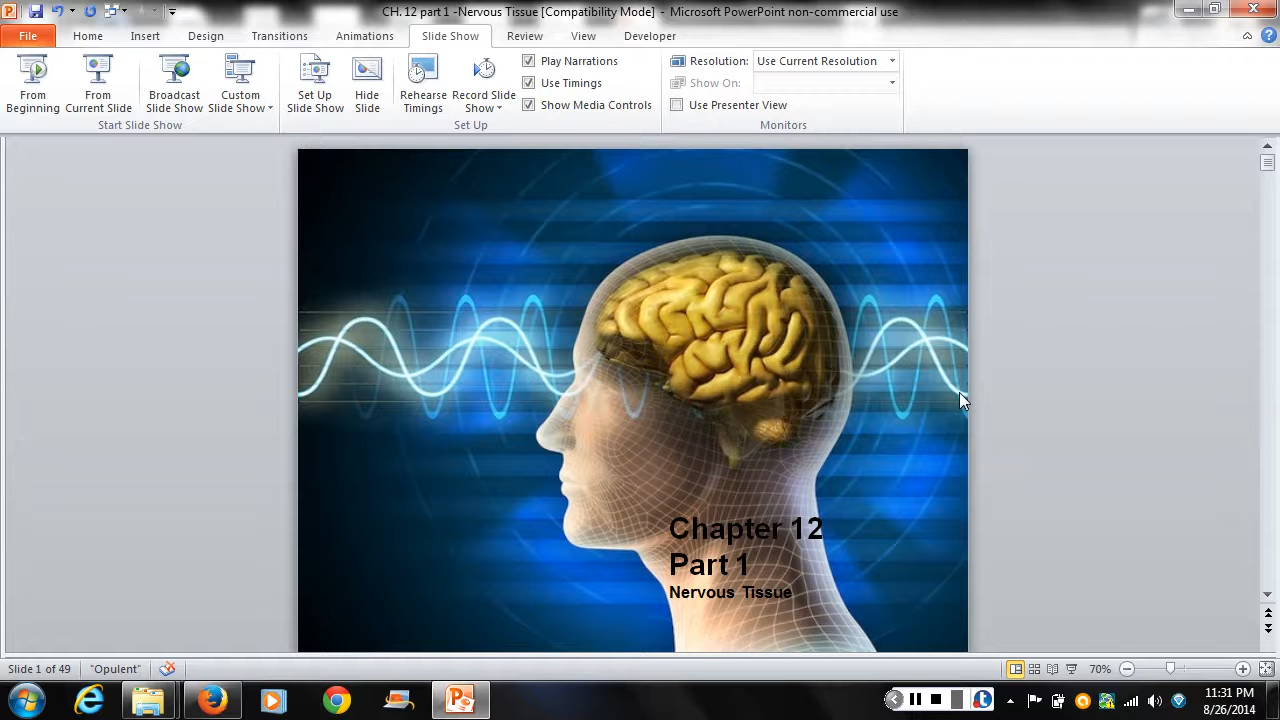 CH. 12 part 1 -Nervous Tissue [Compatibility Mode] - Microsoft PowerPoint non-commercial use
File Home Insert Design Transitions Animations Slide Show Review View Developer
From Beginning
From Current Slide
Broadcast Slide Show
Custom Slide Show
Start Slide Show
Set Up Slide Show
Hide Slide
Rehearse Timings
Record Slide Show
Play Narrations
Use Timings
Show Media Controls
Set Up
Resolution: Use Current Resolution
Show On:
Use Presenter View
Monitors
Chapter 12
Part 1
Nervous Tissue
Slide 1 of 49 "Opulent" 70%
11:31 PM
8/26/2014